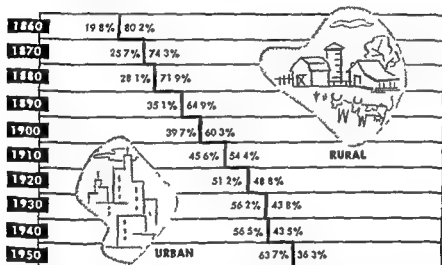 1860 19.8% 80.2%
1870 25.7% 74.3%
1880 28.1% 71.9%
1890 35.1% 64.9%
1900 39.7% 60.3%
1910 45.6% 54.4%
RURAL
1920 51.2% 48.8%
1930 56.2% 43.8%
1940 56.5% 43.5%
URBAN
1950 63.7% 36.3%